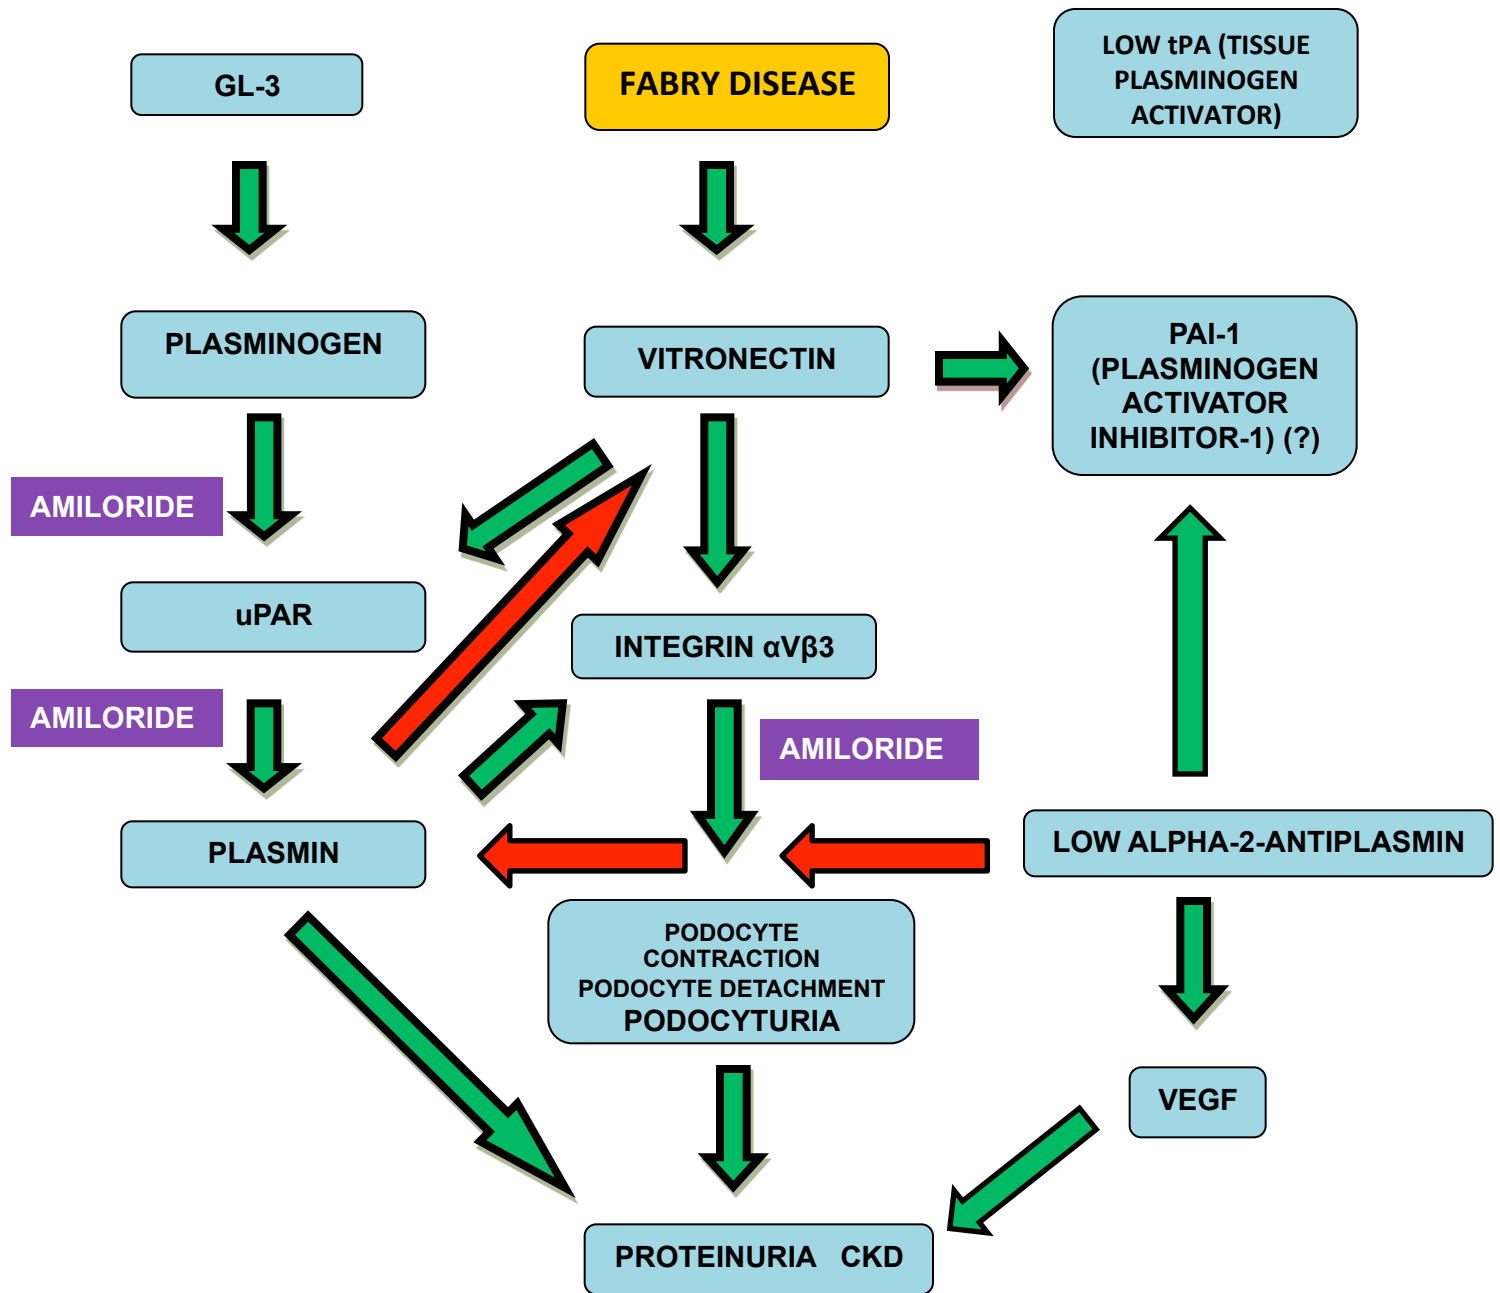 GL-3
FABRY DISEASE
LOW tPA (TISSUE
PLASMINOGEN
ACTIVATOR)
PLASMINOGEN
VITRONECTIN
PAI-1
(PLASMINOGEN
ACTIVATOR
INHIBITOR-1) (?)
AMILORIDE
uPAR
INTEGRIN αVβ3
AMILORIDE
AMILORIDE
PLASMIN
LOW ALPHA-2-ANTIPLASMIN
PODOCYTE
CONTRACTION
PODOCYTE DETACHMENT
PODOCYTURIA
VEGF
PROTEINURIA CKD